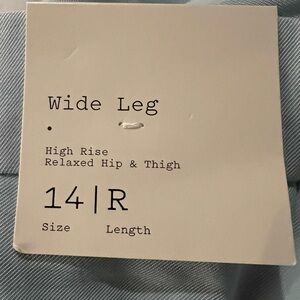 Wide Leg
•
High Rise
Relaxed Hip & Thigh
14|R
Size Length